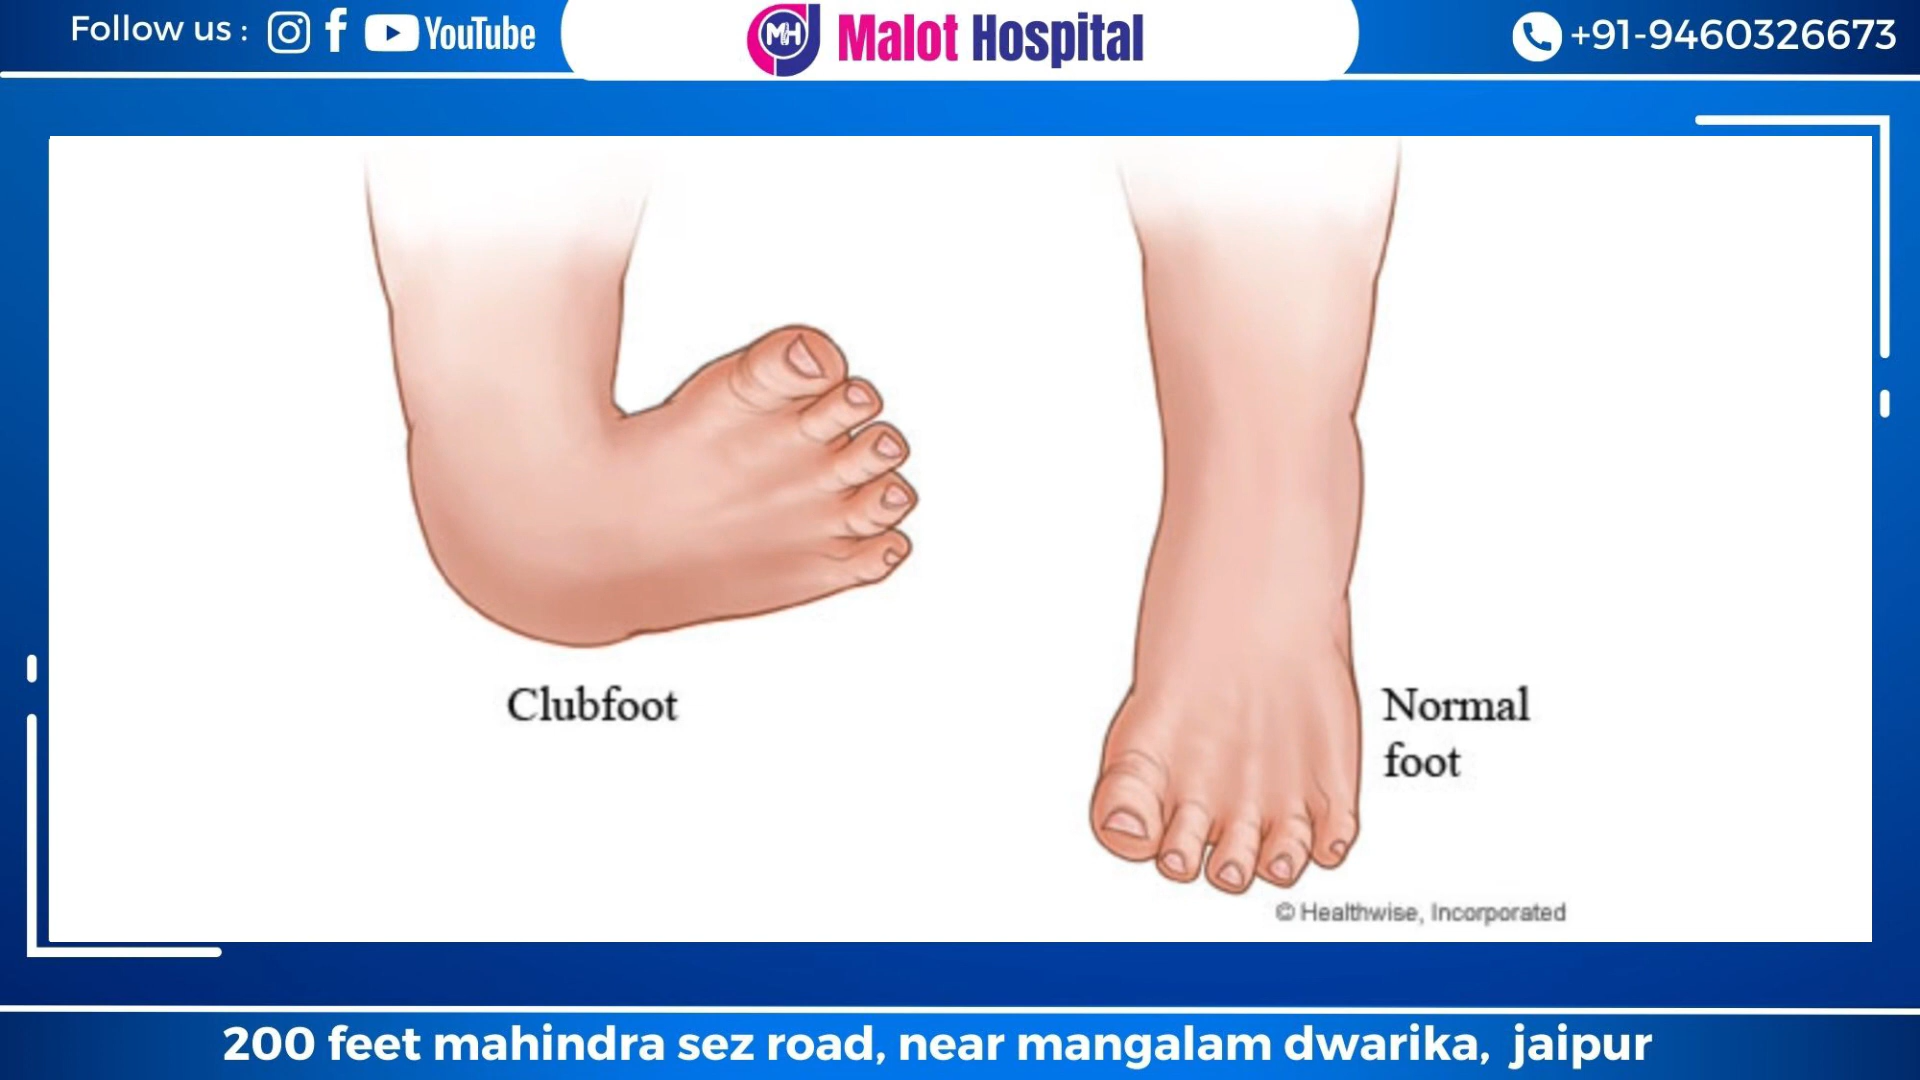 Follow us :
YouTube
MH
Malot Hospital
+91-9460326673
Clubfoot
Normal
foot
© Healthwise, Incorporated
200 feet mahindra sez road, near mangalam dwarika, jaipur